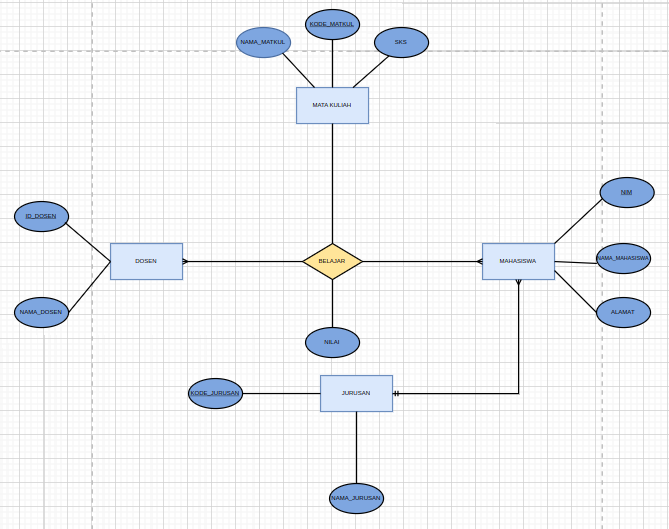 KODE_MATKUL
NAMA_MATKUL
SKS
MATA KULIAH
NIM
ID_DOSEN
DOSEN
BELAJAR
MAHASISWA
NAMA_MAHASISWA
NAMA_DOSEN
ALAMAT
NILAI
KODE_JURUSAN
JURUSAN
NAMA_JURUSAN